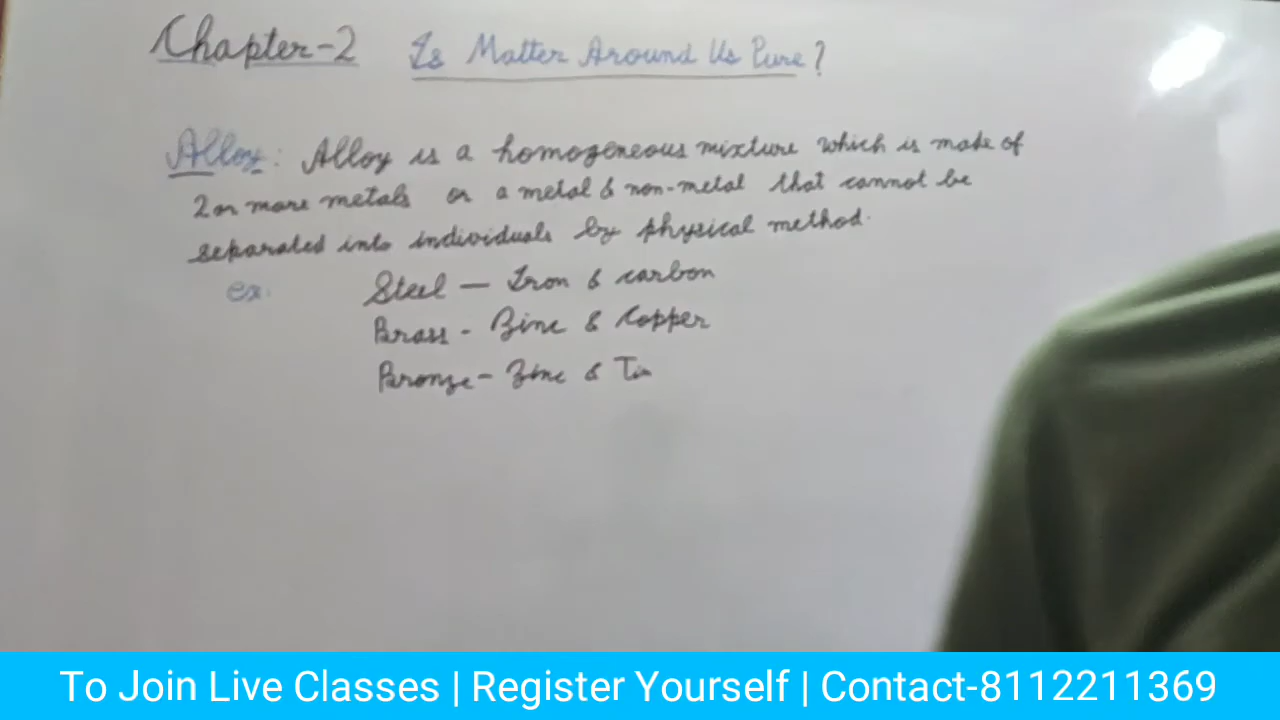 Chapter-2 Is Matter Around Us Pure?
Alloy: Alloy is a homogeneous mixture which is made of
2 or more metals or a metal & non-metal that cannot be
separated into individuals by physical method.
ex. Steel — Iron & carbon
Brass - Zinc & Copper
Bronze - Zinc & Tin
To Join Live Classes | Register Yourself | Contact-8112211369